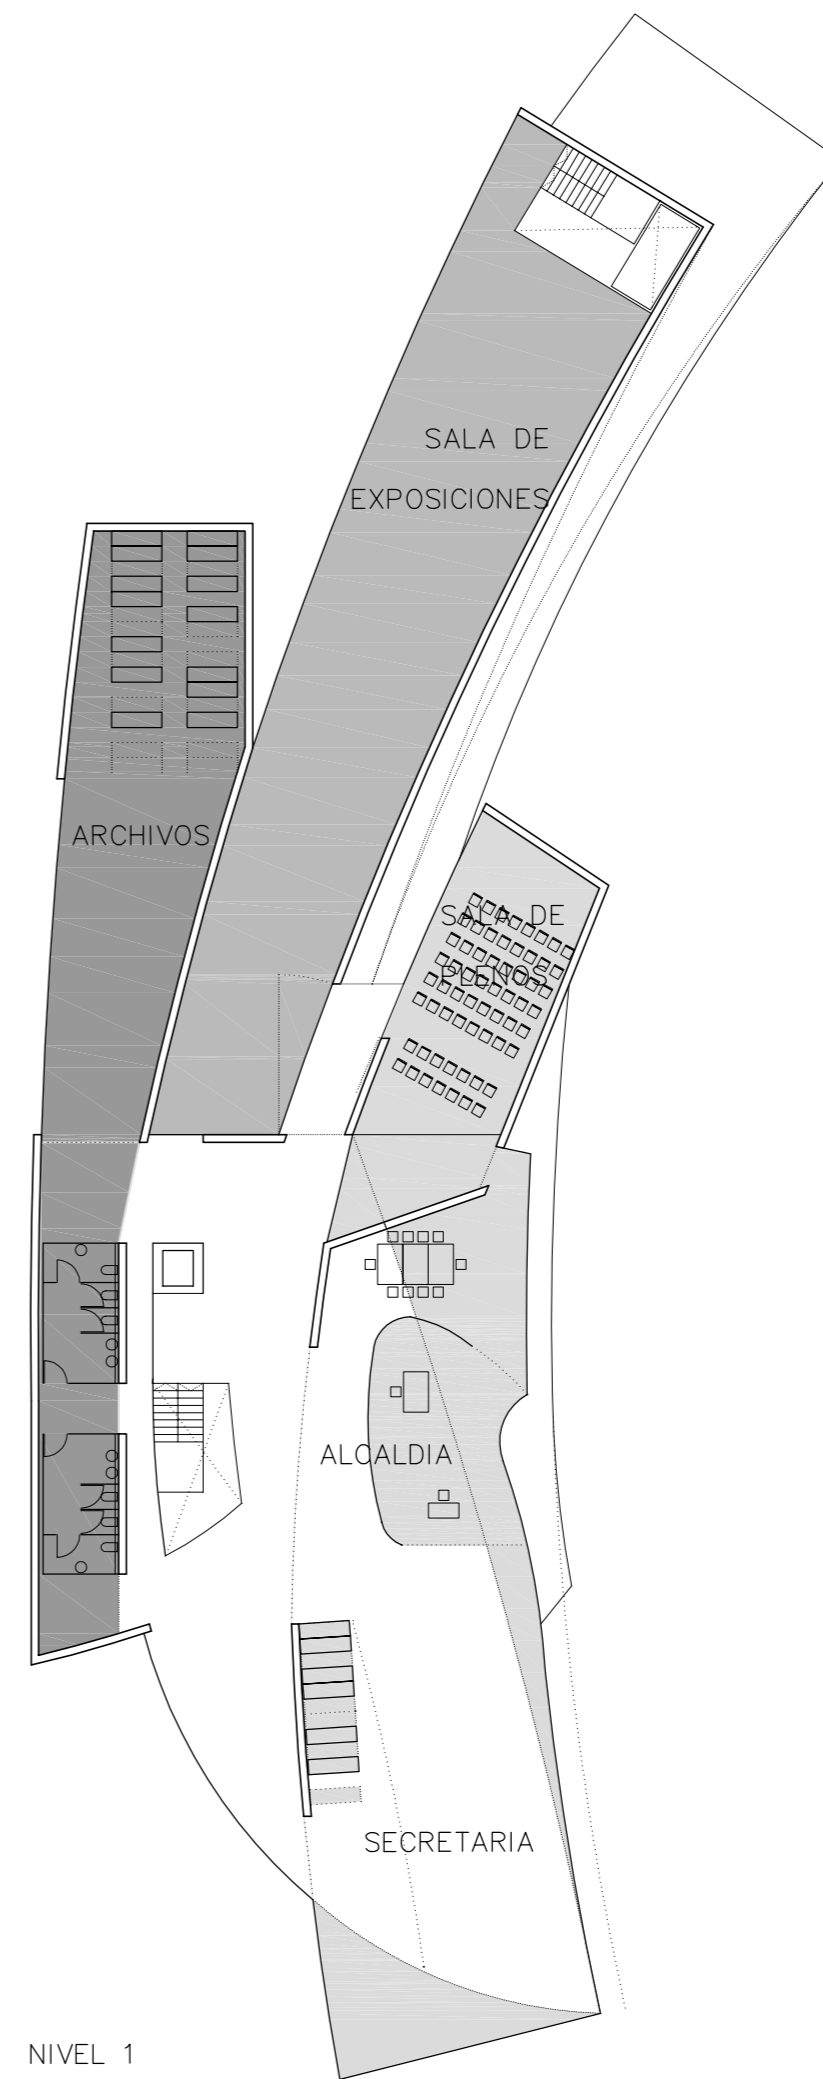 SALA DE
EXPOSICIONES
ARCHIVOS
SALA DE
PLENOS
ALCALDIA
SECRETARIA
NIVEL 1